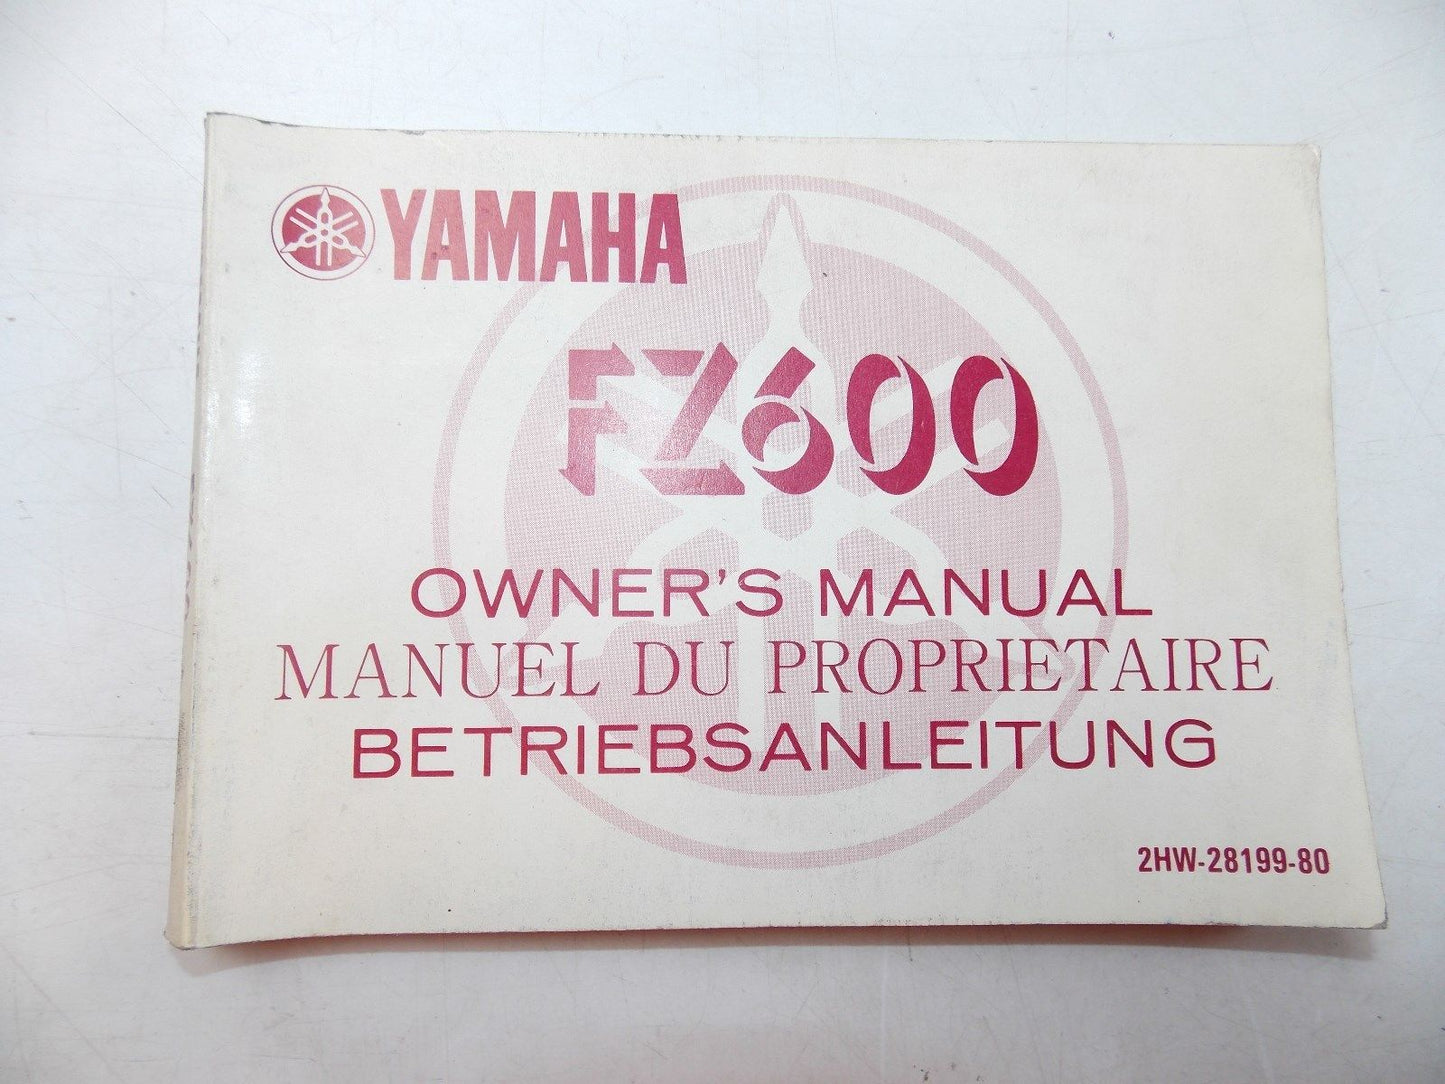 YAMAHA
FZ600
OWNER'S MANUAL
MANUEL DU PROPRIETAIRE
BETRIEBSANLEITUNG
2HW-28199-80